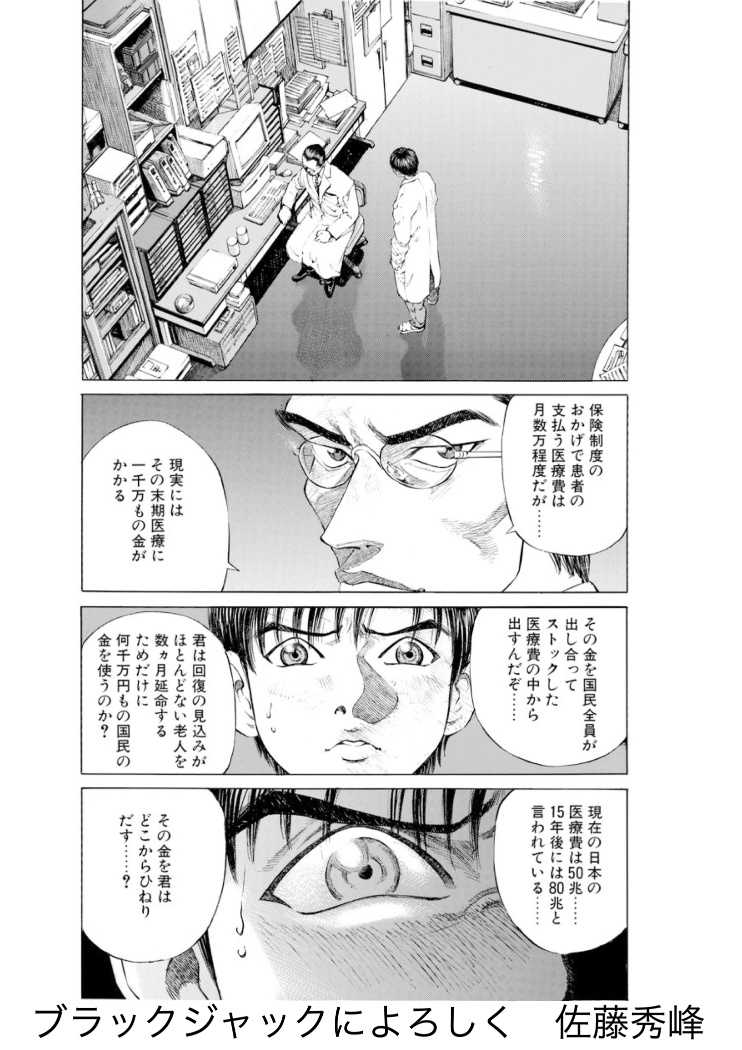 保険制度の
おかげで患者の
支払う医療費は
月数万程度だが……
現実には
その末期医療に
一千万もの金が
かかる
その金を国民全員が
出し合って
ストックした
医療費の中から
出すんだぞ……
君は回復の見込みが
ほとんどない老人を
数ヵ月延命する
ためだけに
何千万円もの国民の
金を使うのか?
現在の日本の
医療費は50兆……
15年後には80兆と
言われている……
その金を君は
どこからひねり
だす……?
ブラックジャックによろしく 佐藤秀峰